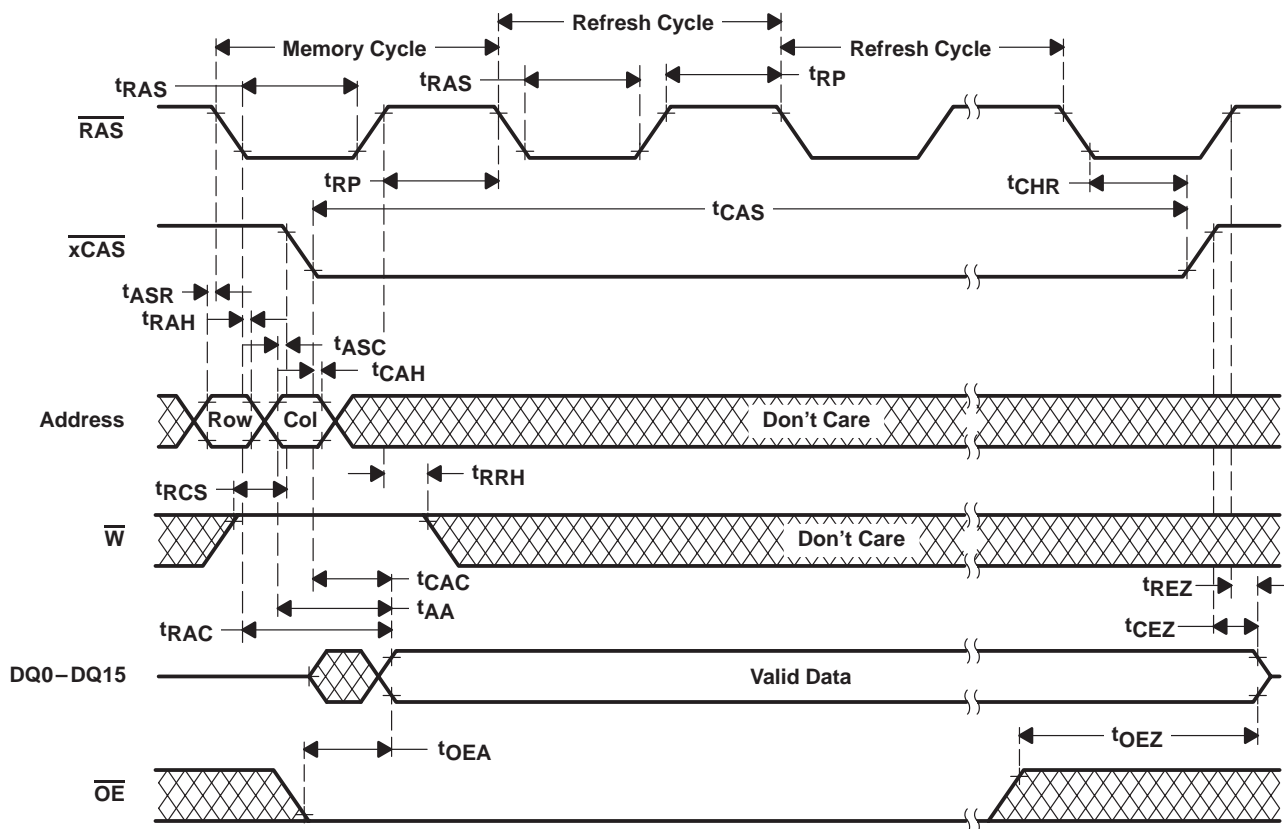 Refresh Cycle
Memory Cycle
Refresh Cycle
tRAS
tRAS
tRP
RAS
tRP
tCHR
tCAS
xCAS
tASR
tRAH
tASC
tCAH
Address
Row
Col
Don't Care
tRRH
tRCS
W
Don't Care
tCAC
tREZ
tAA
tRAC
tCEZ
DQ0–DQ15
Valid Data
tOEA
tOEZ
OE